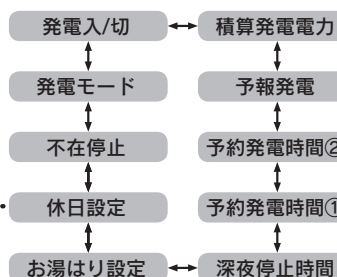 発電入/切
積算発電電力
発電モード
予報発電
不在停止
予約発電時間②
休日設定
予約発電時間①
お湯はり設定
深夜停止時間